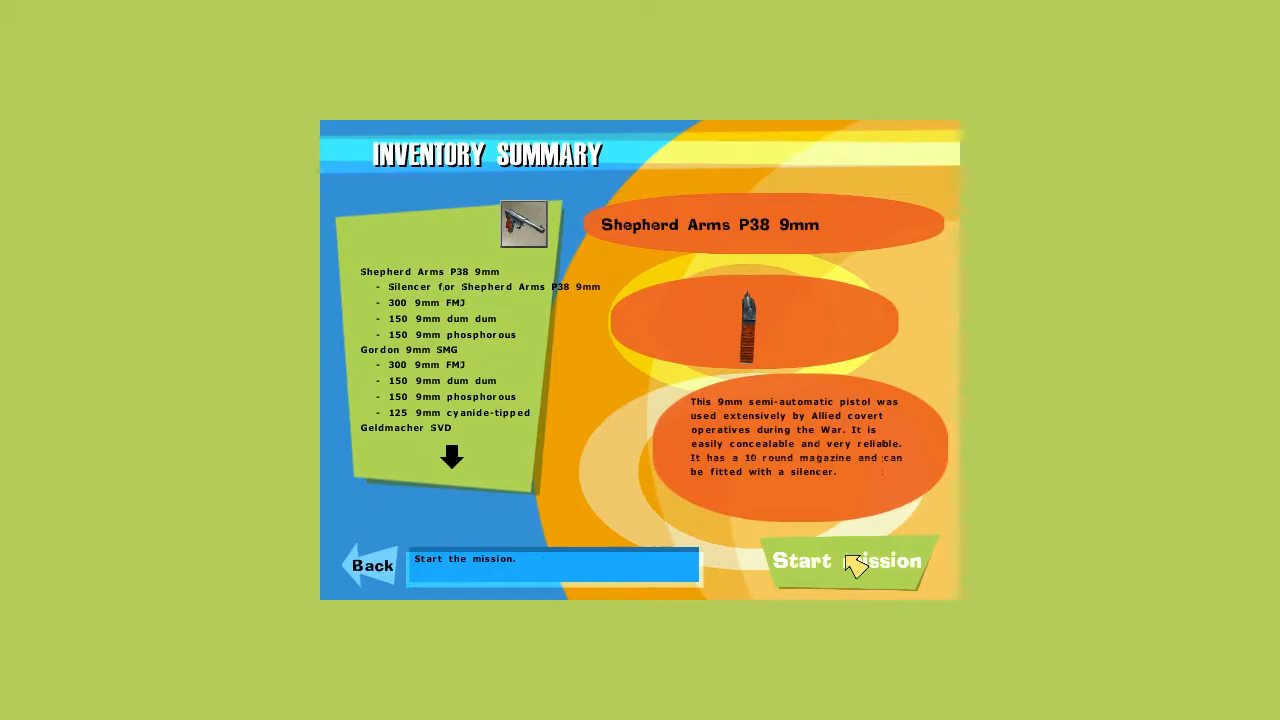 INVENTORY SUMMARY
Shepherd Arms P38 9mm
- Silencer for Shepherd Arms P38 9mm
- 300 9mm FMJ
- 150 9mm dum dum
- 150 9mm phosphorous
Gordon 9mm SMG
- 300 9mm FMJ
- 150 9mm dum dum
- 150 9mm phosphorous
- 125 9mm cyanide-tipped
Geldmacher SVD
Shepherd Arms P38 9mm
This 9mm semi-automatic pistol was
used extensively by Allied covert
operatives during the War. It is
easily concealable and very reliable.
It has a 10 round magazine and can
be fitted with a silencer.
Back
Start the mission.
Start mission